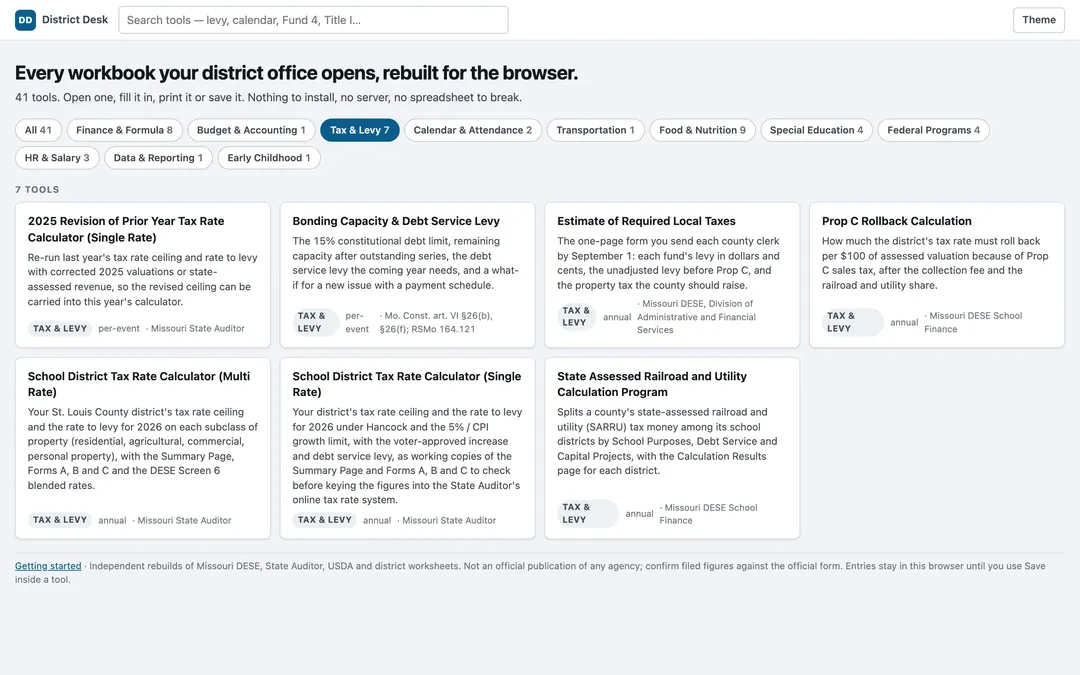 DD District Desk
Search tools — levy, calendar, Fund 4, Title I...
Theme
Every workbook your district office opens, rebuilt for the browser.
41 tools. Open one, fill it in, print it or save it. Nothing to install, no server, no spreadsheet to break.
All 41
Finance & Formula 8
Budget & Accounting 1
Tax & Levy 7
Calendar & Attendance 2
Transportation 1
Food & Nutrition 9
Special Education 4
Federal Programs 4
HR & Salary 3
Data & Reporting 1
Early Childhood 1
7 TOOLS
2025 Revision of Prior Year Tax Rate
Calculator (Single Rate)
Re-run last year's tax rate ceiling and rate to levy
with corrected 2025 valuations or state-
assessed revenue, so the revised ceiling can be
carried into this year's calculator.
TAX & LEVY per-event · Missouri State Auditor
Bonding Capacity & Debt Service Levy
The 15% constitutional debt limit, remaining
capacity after outstanding series, the debt
service levy the coming year needs, and a what-
if for a new issue with a payment schedule.
TAX &
LEVY
per-
event
· Mo. Const. art. VI §26(b),
§26(f); RSMo 164.121
Estimate of Required Local Taxes
The one-page form you send each county clerk
by September 1: each fund's levy in dollars and
cents, the unadjusted levy before Prop C, and
the property tax the county should raise.
TAX &
LEVY
annual
· Missouri DESE, Division of
Administrative and Financial
Services
Prop C Rollback Calculation
How much the district's tax rate must roll back
per $100 of assessed valuation because of Prop
C sales tax, after the collection fee and the
railroad and utility share.
TAX &
LEVY
annual
· Missouri DESE School
Finance
School District Tax Rate Calculator (Multi
Rate)
Your St. Louis County district's tax rate ceiling
and the rate to levy for 2026 on each subclass of
property (residential, agricultural, commercial,
personal property), with the Summary Page,
Forms A, B and C and the DESE Screen 6
blended rates.
TAX & LEVY annual · Missouri State Auditor
School District Tax Rate Calculator (Single
Rate)
Your district's tax rate ceiling and the rate to levy
for 2026 under Hancock and the 5% / CPI
growth limit, with the voter-approved increase
and debt service levy, as working copies of the
Summary Page and Forms A, B and C to check
before keying the figures into the State Auditor's
online tax rate system.
TAX & LEVY annual · Missouri State Auditor
State Assessed Railroad and Utility
Calculation Program
Splits a county's state-assessed railroad and
utility (SARRU) tax money among its school
districts by School Purposes, Debt Service and
Capital Projects, with the Calculation Results
page for each district.
TAX &
LEVY
annual
· Missouri DESE School
Finance
Getting started · Independent rebuilds of Missouri DESE, State Auditor, USDA and district worksheets. Not an official publication of any agency; confirm filed figures against the official form. Entries stay in this browser until you use Save
inside a tool.